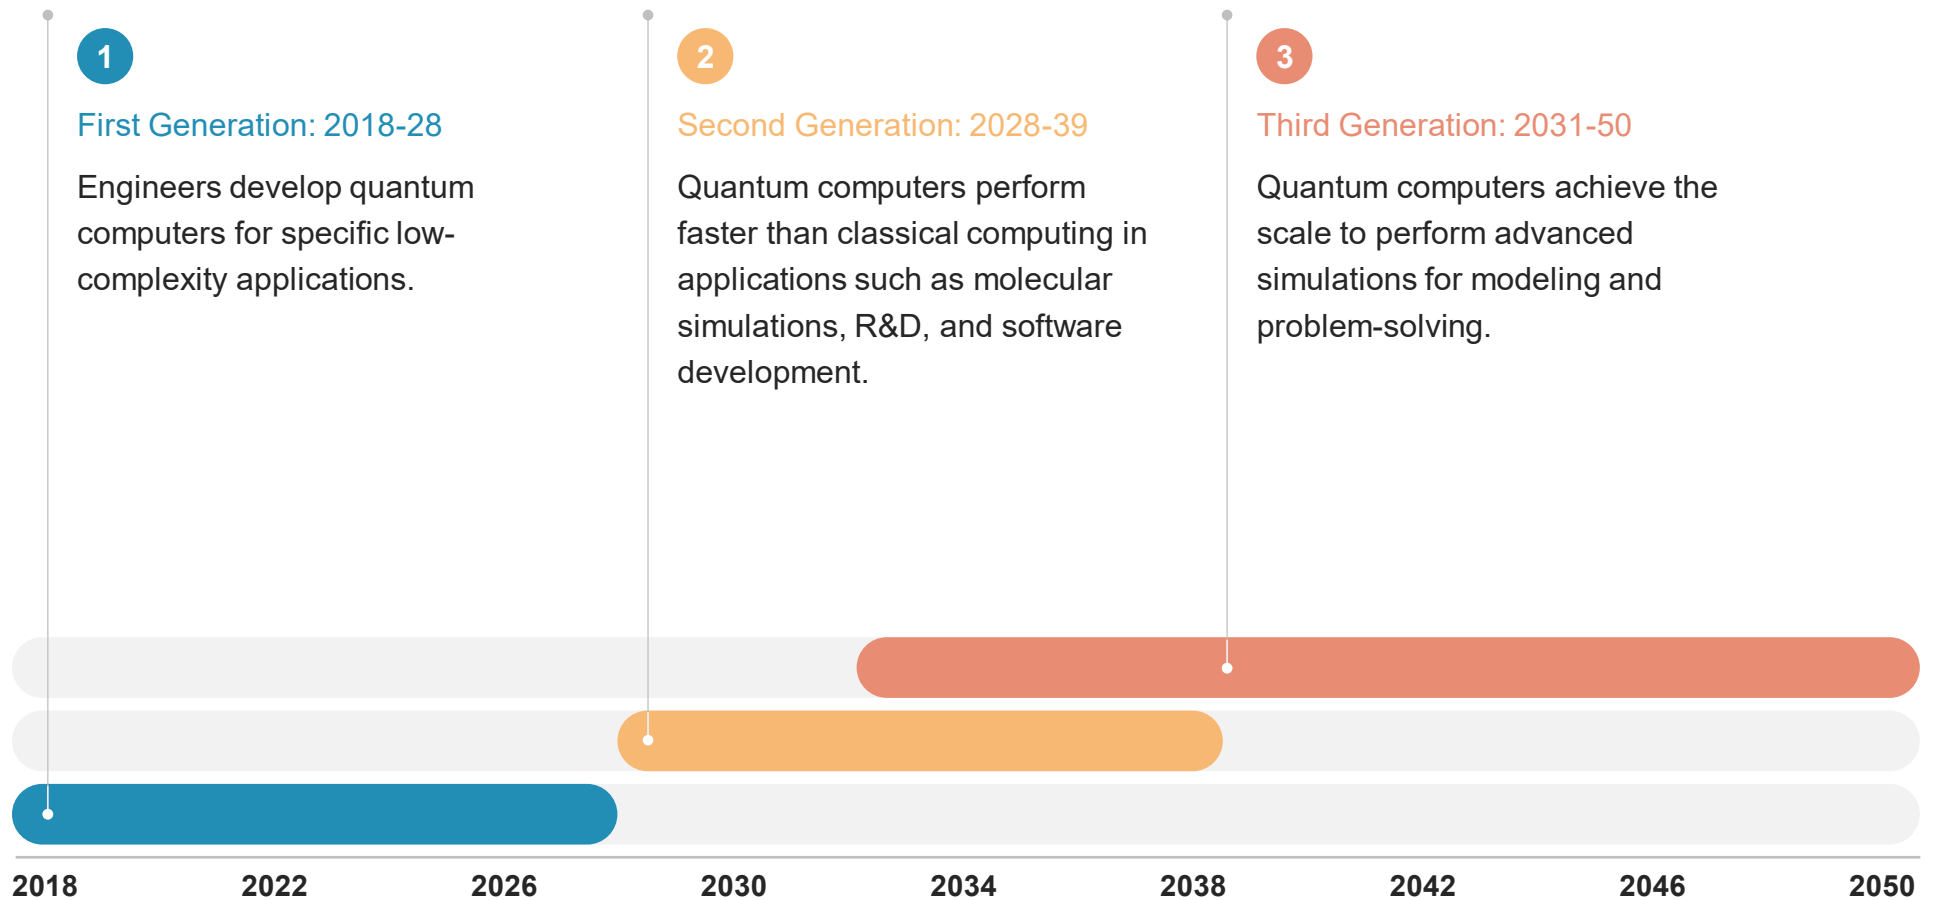 1
First Generation: 2018-28
Engineers develop quantum
computers for specific low-
complexity applications.
2
Second Generation: 2028-39
Quantum computers perform
faster than classical computing in
applications such as molecular
simulations, R&D, and software
development.
3
Third Generation: 2031-50
Quantum computers achieve the
scale to perform advanced
simulations for modeling and
problem-solving.
2018 2022 2026 2030 2034 2038 2042 2046 2050